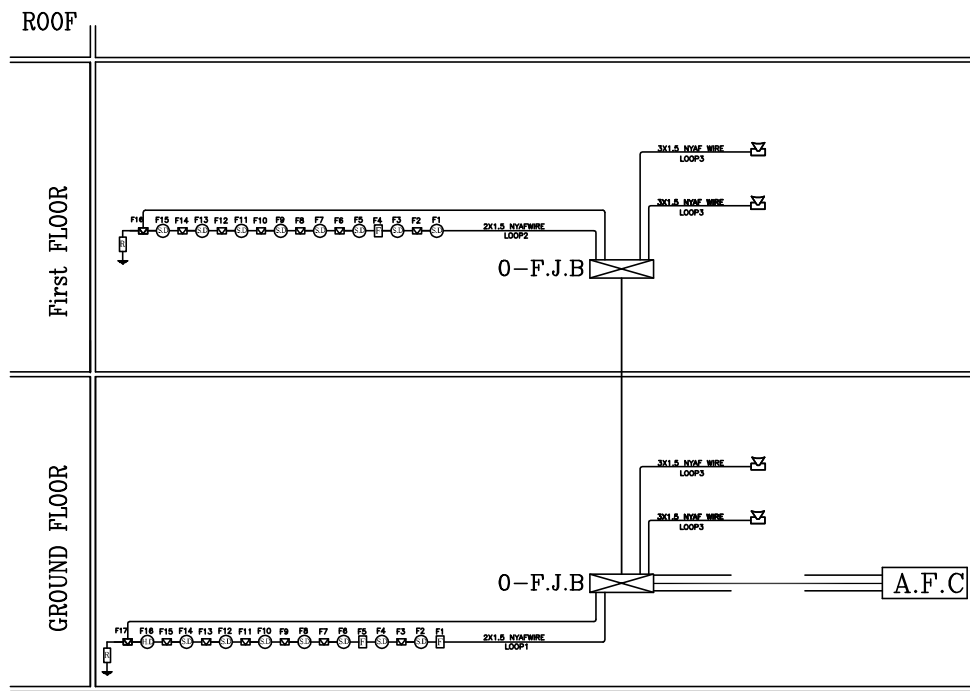 ROOF
First FLOOR
3X1.5 NYAF WIRE
LOOP3
3X1.5 NYAF WIRE
LOOP3
F16 F15 F14 F13 F12 F11 F10 F9 F8 F7 F6 F5 F4 F3 F2 F1
R S.D S.D S.D S.D S.D S.D F S.D S.D
2X1.5 NYAFWIRE
LOOP2
O-F.J.B
GROUND FLOOR
3X1.5 NYAF WIRE
LOOP3
3X1.5 NYAF WIRE
LOOP3
O-F.J.B
A.F.C
F17 F16 F15 F14 F13 F12 F11 F10 F9 F8 F7 F6 F5 F4 F3 F2 F1
R H.D S.D S.D S.D S.D S.D F S.D S.D F
2X1.5 NYAFWIRE
LOOP1